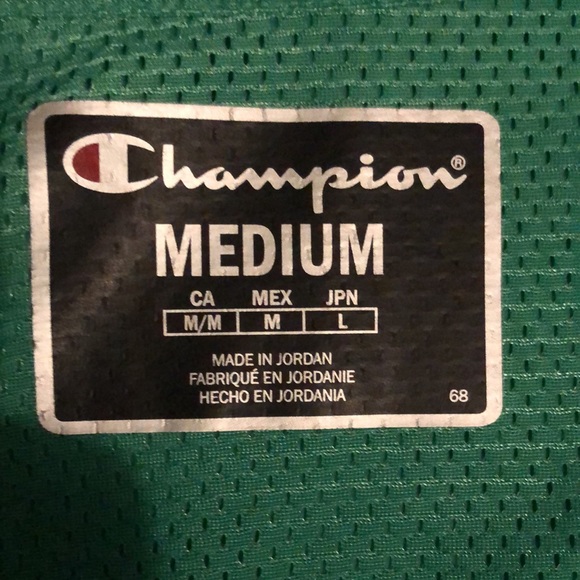 Champion®
MEDIUM
CA MEX JPN
M/M M L
MADE IN JORDAN
FABRIQUÉ EN JORDANIE
HECHO EN JORDANIA
68